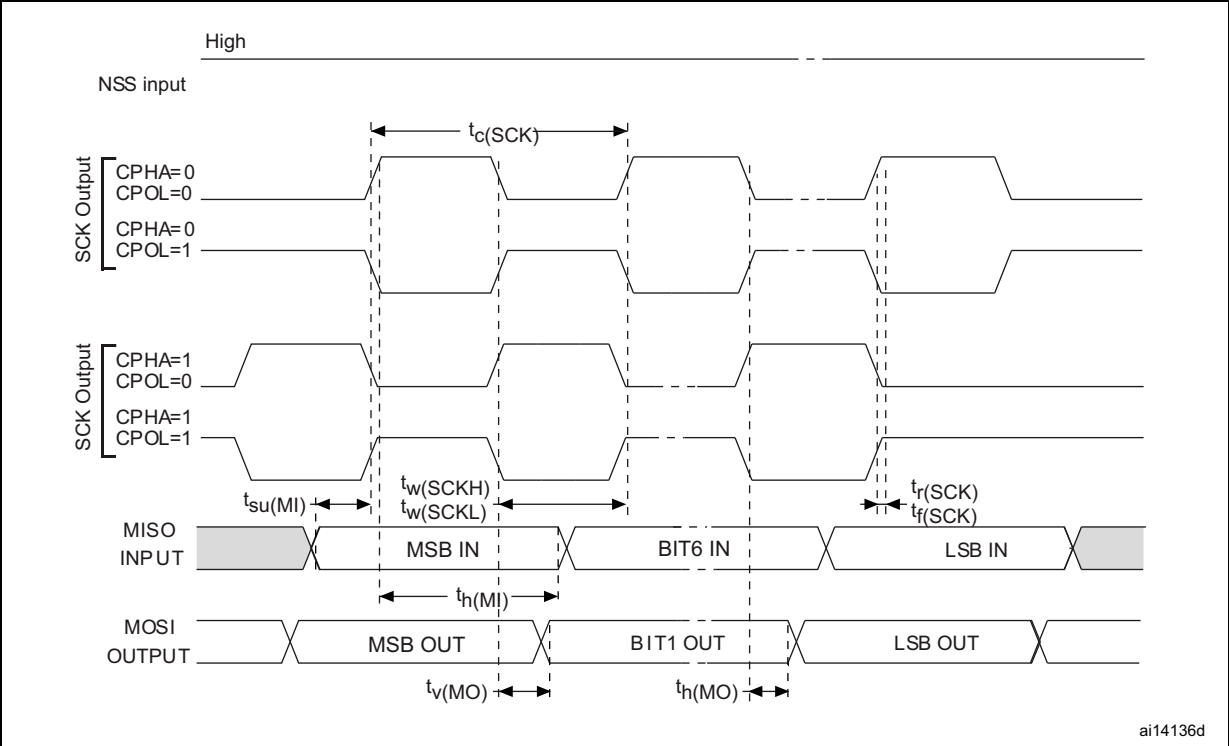 High
NSS input
tc(SCK)
SCK Output
CPHA=0
CPOL=0
CPHA=0
CPOL=1
SCK Output
CPHA=1
CPOL=0
CPHA=1
CPOL=1
tsu(MI)
tw(SCKH)
tw(SCKL)
tr(SCK)
tf(SCK)
MISO
INPUT
MSB IN
BIT6 IN
LSB IN
th(MI)
MOSI
OUTPUT
MSB OUT
BIT1 OUT
LSB OUT
tv(MO)
th(MO)
ai14136d